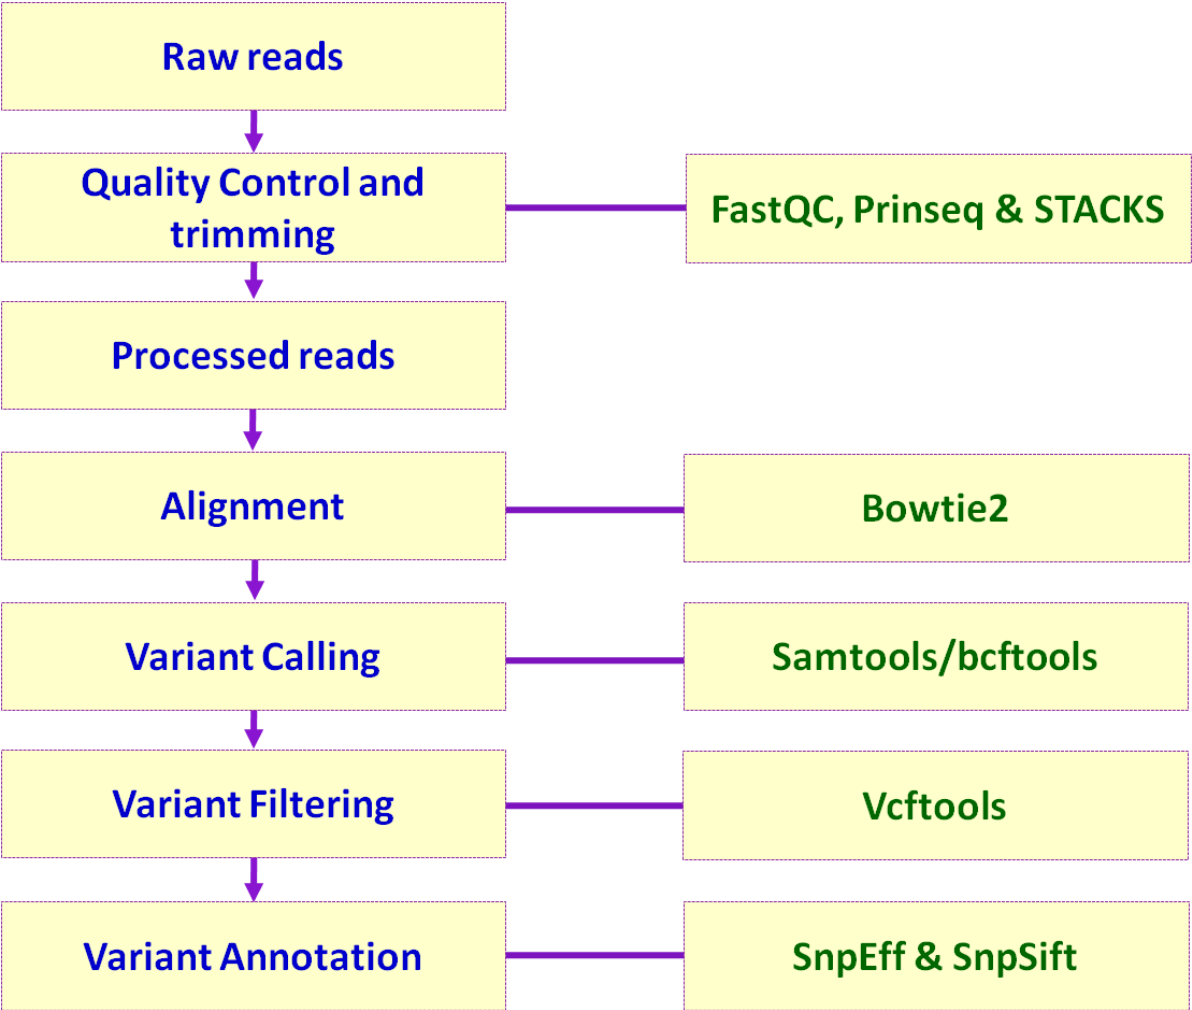 Raw reads
Quality Control and
trimming
FastQC, Prinseq & STACKS
Processed reads
Alignment
Bowtie2
Variant Calling
Samtools/bcftools
Variant Filtering
Vcftools
Variant Annotation
SnpEff & SnpSift